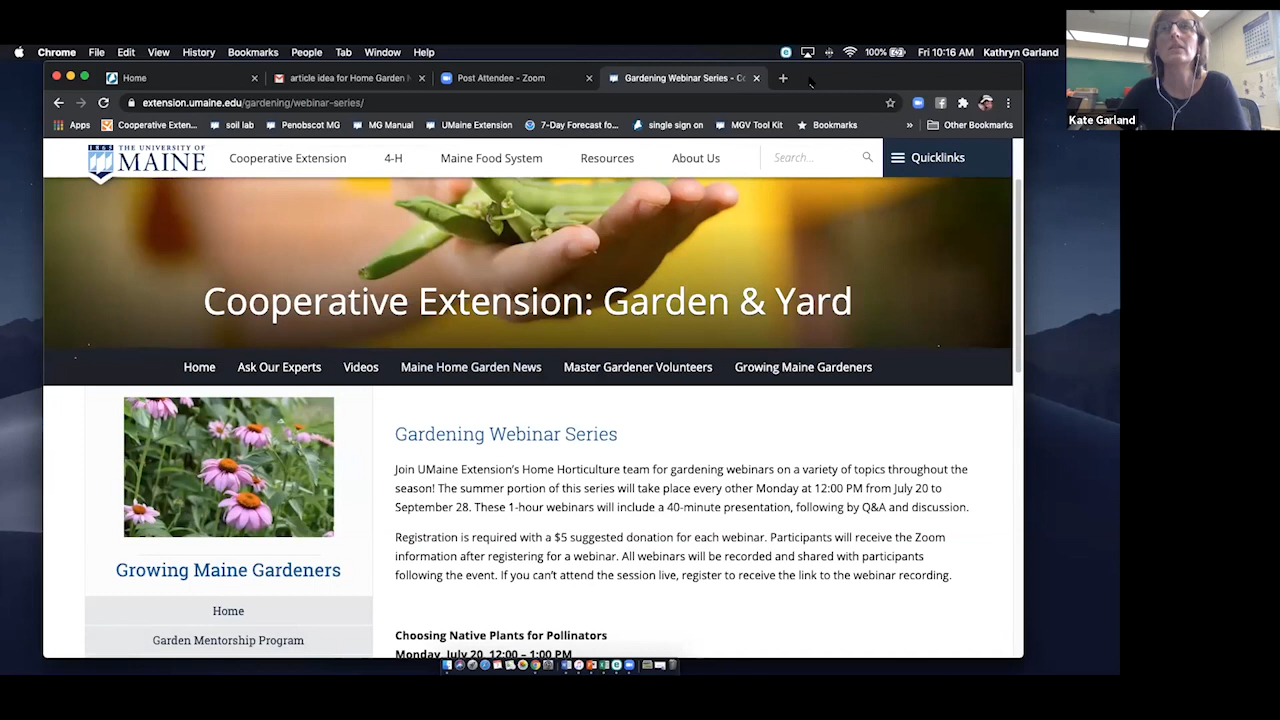 Chrome File Edit View History Bookmarks People Tab Window Help 100% Fri 10:16 AM Kathryn Garland
Home article idea for Home Garden Post Attendee - Zoom Gardening Webinar Series -
extension.umaine.edu/gardening/webinar-series/
Apps Cooperative Exten... soil lab Penobscot MG MG Manual UMaine Extension 7-Day Forecast fo... single sign on MGV Tool Kit Bookmarks » Other Bookmarks
1865 THE UNIVERSITY OF
MAINE
Cooperative Extension 4-H Maine Food System Resources About Us Search... Quicklinks
Cooperative Extension: Garden & Yard
Home Ask Our Experts Videos Maine Home Garden News Master Gardener Volunteers Growing Maine Gardeners
Growing Maine Gardeners
Home
Garden Mentorship Program
Gardening Webinar Series
Join UMaine Extension's Home Horticulture team for gardening webinars on a variety of topics throughout the
season! The summer portion of this series will take place every other Monday at 12:00 PM from July 20 to
September 28. These 1-hour webinars will include a 40-minute presentation, following by Q&A and discussion.
Registration is required with a $5 suggested donation for each webinar. Participants will receive the Zoom
information after registering for a webinar. All webinars will be recorded and shared with participants
following the event. If you can't attend the session live, register to receive the link to the webinar recording.
Choosing Native Plants for Pollinators
Monday, July 20, 12:00 – 1:00 PM
Kate Garland